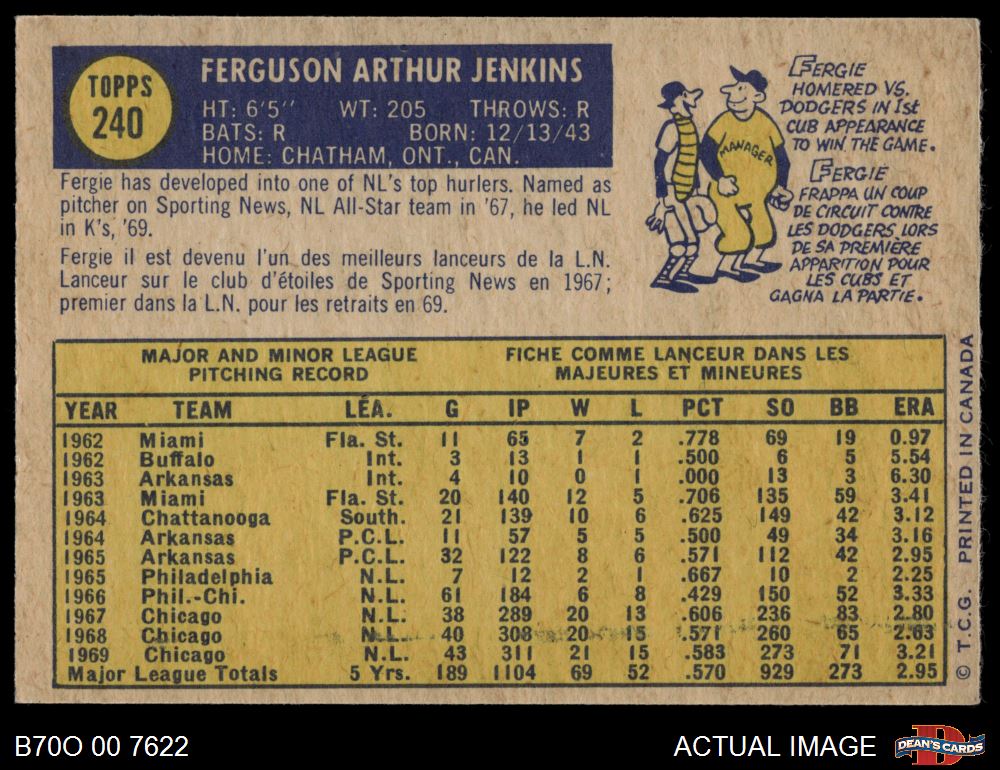 TOPPS
240
FERGUSON ARTHUR JENKINS
HT: 6'5" WT: 205 THROWS: R
BATS: R BORN: 12/13/43
HOME: CHATHAM, ONT., CAN.
Fergie has developed into one of NL's top hurlers. Named as
pitcher on Sporting News, NL All-Star team in '67, he led NL
in K's, '69.
Fergie il est devenu l'un des meilleurs lanceurs de la L.N.
Lanceur sur le club d'étoiles de Sporting News en 1967;
premier dans la L.N. pour les retraits en 69.
MANAGER
FERGIE
HOMERED VS.
DODGERS IN 1st
CUB APPEARANCE
TO WIN THE GAME.
FERGIE
FRAPPA UN COUP
DE CIRCUIT CONTRE
LES DODGERS LORS
DE SA PREMIÈRE
APPARITION POUR
LES CUBS ET
GAGNA LA PARTIE.
MAJOR AND MINOR LEAGUE
PITCHING RECORD
FICHE COMME LANCEUR DANS LES
MAJEURES ET MINEURES
YEAR TEAM LÉA. G IP W L PCT SO BB ERA
1962 Miami Fla. St. 11 65 7 2 .778 69 19 0.97
1962 Buffalo Int. 3 13 1 1 .500 6 5 5.54
1963 Arkansas Int. 4 10 0 1 .000 13 3 6.30
1963 Miami Fla. St. 20 140 12 5 .706 135 59 3.41
1964 Chattanooga South. 21 139 10 6 .625 149 42 3.12
1964 Arkansas P.C.L. 11 57 5 5 .500 49 34 3.16
1965 Arkansas P.C.L. 32 122 8 6 .571 112 42 2.95
1965 Philadelphia N.L. 7 12 2 1 .667 10 2 2.25
1966 Phil.-Chi. N.L. 61 184 6 8 .429 150 52 3.33
1967 Chicago N.L. 38 289 20 13 .606 236 83 2.80
1968 Chicago N.L. 40 308 20 15 .571 260 65 2.63
1969 Chicago N.L. 43 311 21 15 .583 273 71 3.21
Major League Totals 5 Yrs. 189 1104 69 52 .570 929 273 2.95
© T.C.G. PRINTED IN CANADA
B70O 00 7622
ACTUAL IMAGE
D
DEAN'S CARDS